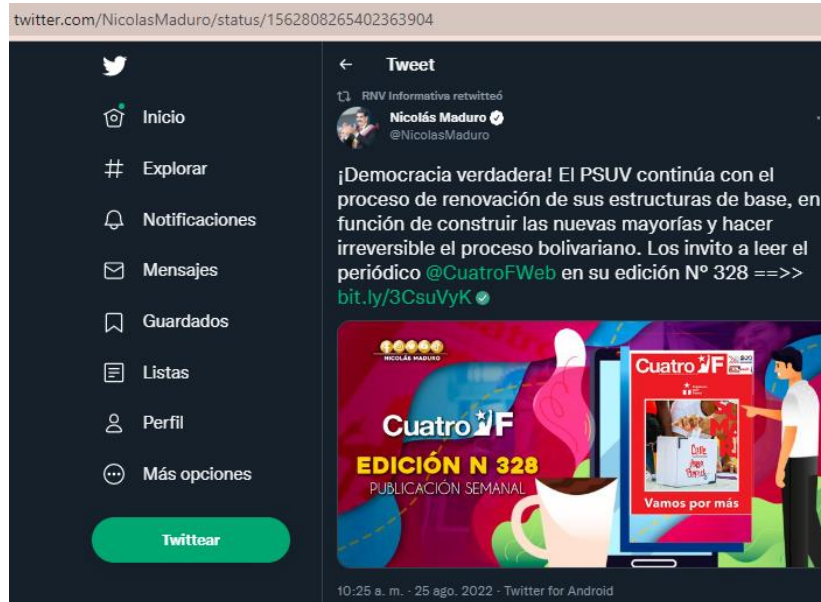 twitter.com/NicolasMaduro/status/1562808265402363904
Inicio
Explorar
Notificaciones
Mensajes
Guardados
Listas
Perfil
Más opciones
Twittear
Tweet
RNV Informativa retwitteó
Nicolás Maduro
@NicolasMaduro
¡Democracia verdadera! El PSUV continúa con el
proceso de renovación de sus estructuras de base, en
función de construir las nuevas mayorías y hacer
irreversible el proceso bolivariano. Los invito a leer el
periódico @CuatroFWeb en su edición Nº 328 ==>>
bit.ly/3CsuVyK
NICOLÁS MADURO
Cuatro F
EDICIÓN N 328
PUBLICACIÓN SEMANAL
Cuatro F
Calle
Vamos por más
10:25 a. m. · 25 ago. 2022 · Twitter for Android